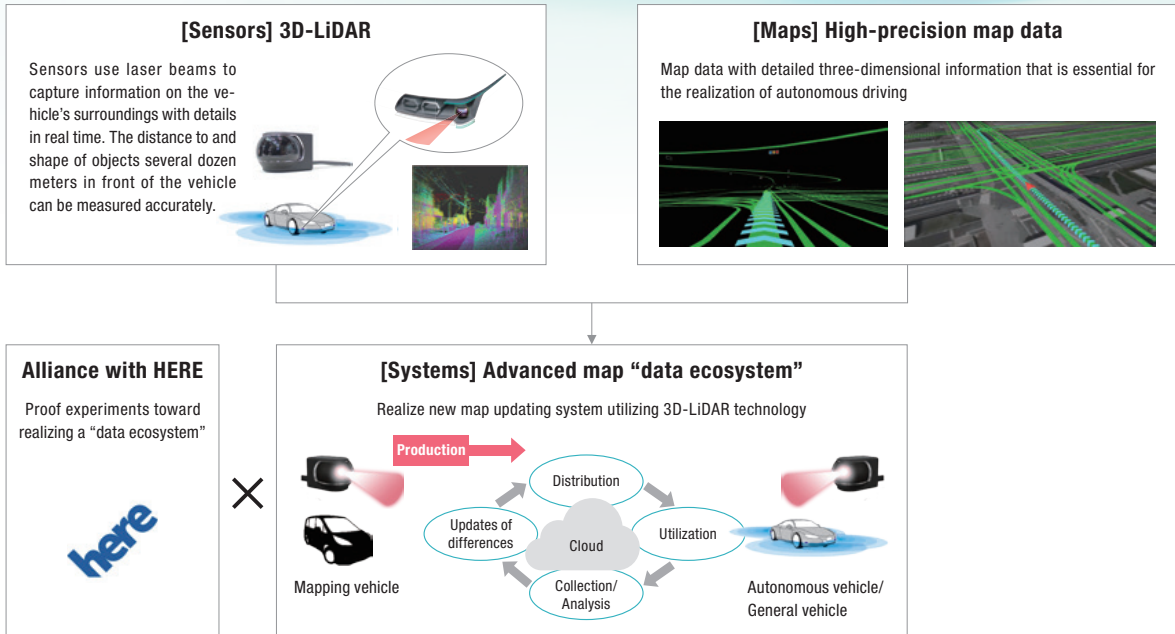 [Sensors] 3D-LiDAR
Sensors use laser beams to
capture information on the ve-
hicle's surroundings with details
in real time. The distance to and
shape of objects several dozen
meters in front of the vehicle
can be measured accurately.
[Maps] High-precision map data
Map data with detailed three-dimensional information that is essential for
the realization of autonomous driving
Alliance with HERE
Proof experiments toward
realizing a “data ecosystem”
here
[Systems] Advanced map “data ecosystem”
Realize new map updating system utilizing 3D-LiDAR technology
Production
Distribution
Updates of
differences
Cloud
Utilization
Collection/
Analysis
Mapping vehicle
Autonomous vehicle/
General vehicle